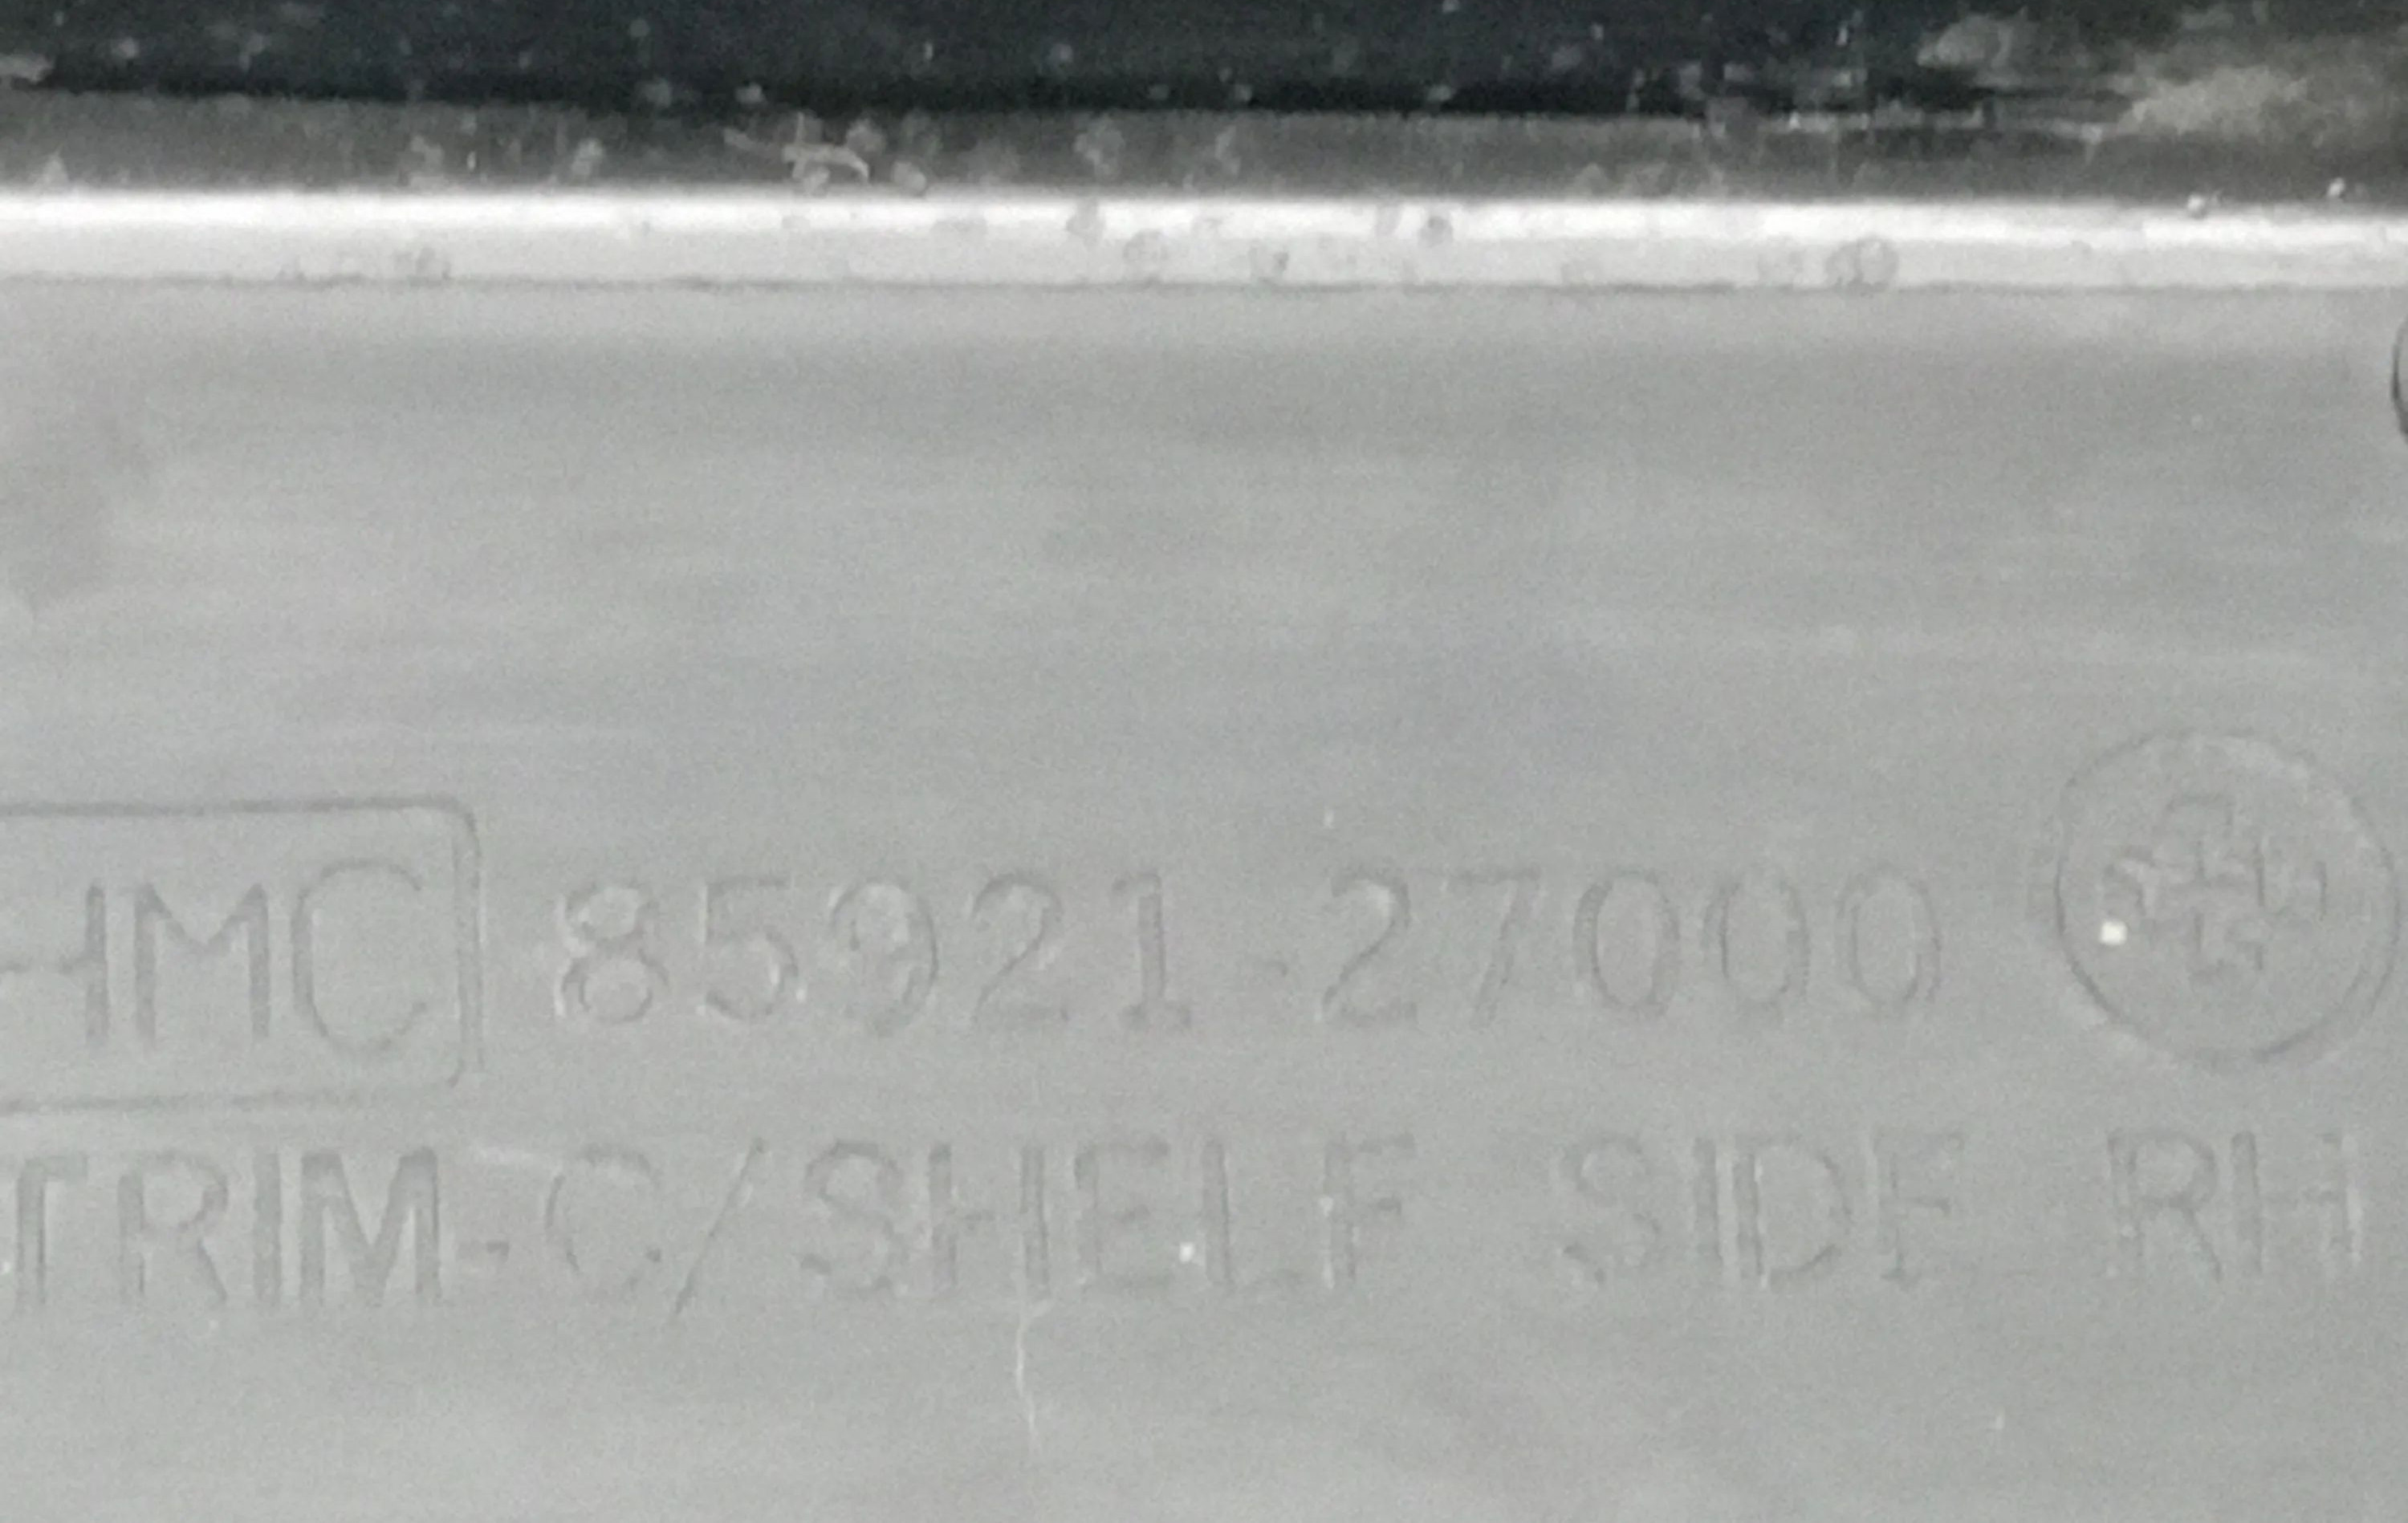 HMC 85921-27000
TRIM-C/SHELF SIDE RH